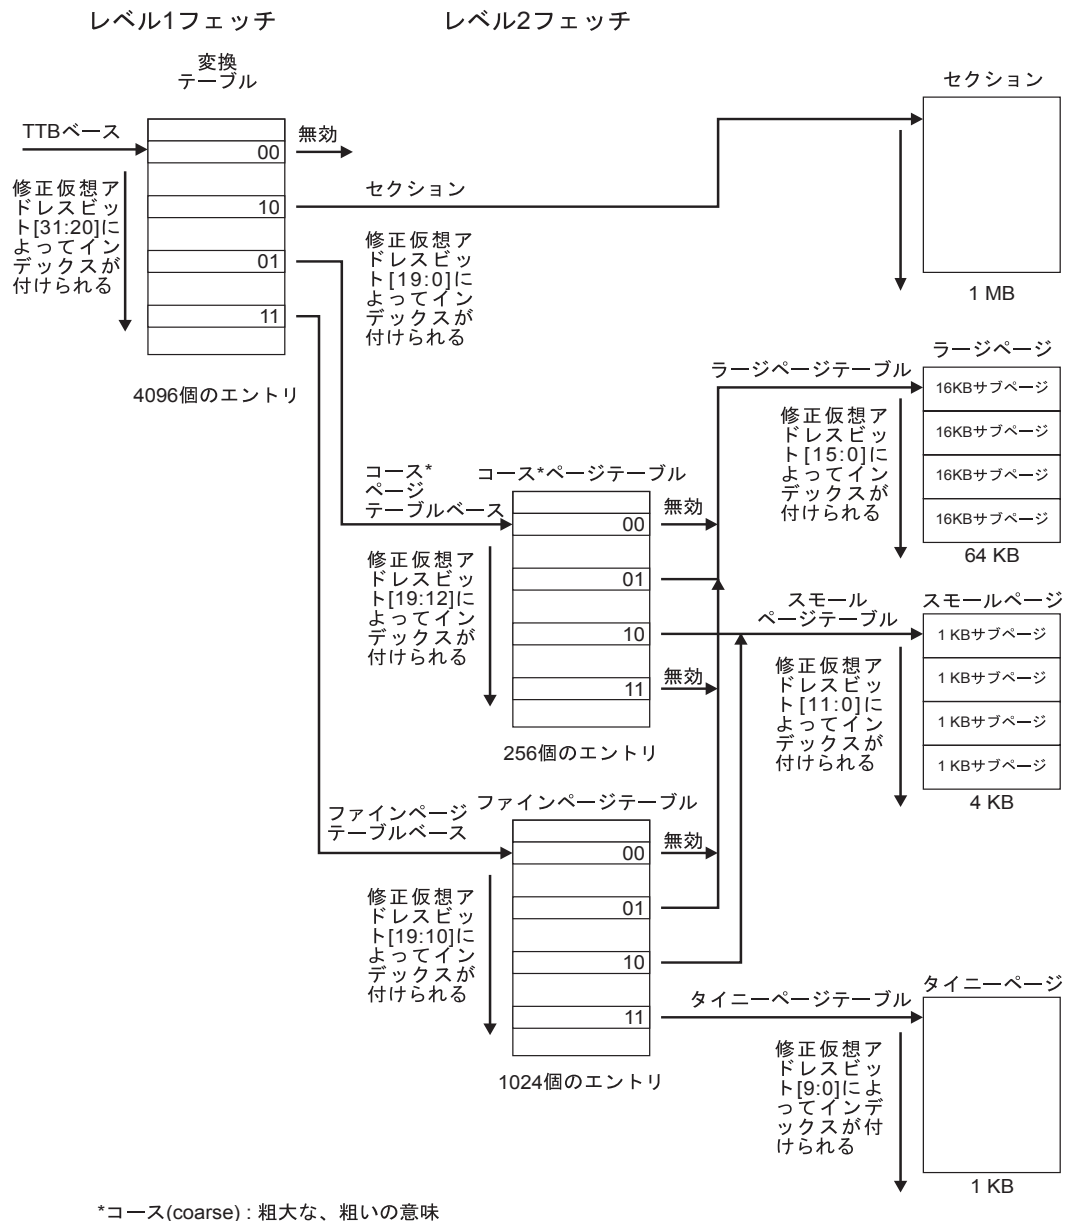 レベル1フェッチ
レベル2フェッチ
変換
テーブル
セクション
TTBベース
00
無効
修正仮想ア
ドレスビッ
ト[31:20]に
よってイン
デックスが
付けられる
セクション
10
修正仮想ア
ドレスビッ
ト[19:0]に
よってイン
デックスが
付けられる
01
11
1 MB
4096個のエントリ
ラージページ
ラージページテーブル
16KBサブページ
16KBサブページ
16KBサブページ
16KBサブページ
修正仮想ア
ドレスビッ
ト[15:0]に
よってイン
デックスが
付けられる
64 KB
コース*
ページ
テーブルベース
コース*ページテーブル
00
無効
修正仮想ア
ドレスビッ
ト[19:12]に
よってイン
デックスが
付けられる
01
10
11
無効
256個のエントリ
スモール
ページテーブル
スモールページ
1 KBサブページ
1 KBサブページ
1 KBサブページ
1 KBサブページ
修正仮想ア
ドレスビッ
ト[11:0]に
よってイン
デックスが
付けられる
4 KB
ファインページ
テーブルベース
ファインページテーブル
00
無効
修正仮想ア
ドレスビッ
ト[19:10]に
よってイン
デックスが
付けられる
01
10
11
1024個のエントリ
タイニーページテーブル
タイニーページ
修正仮想ア
ドレスビッ
ト[9:0]によ
ってインデ
ックスが付
けられる
1 KB
*コース(coarse) : 粗大な、粗いの意味